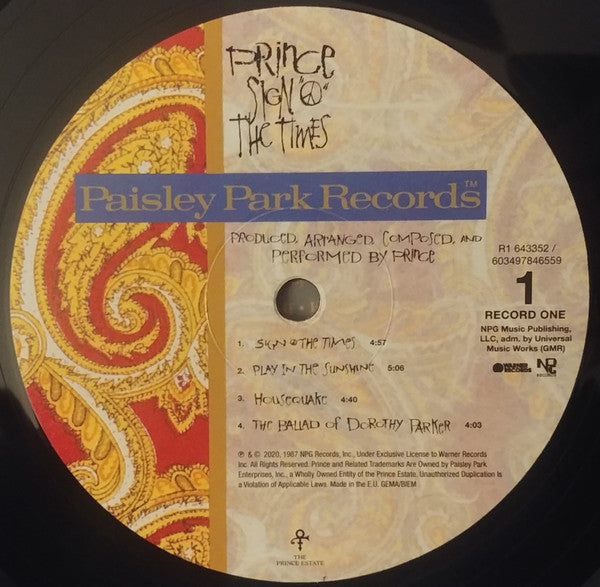 PRINCE
SIGN "☮"
THE TIMES
Paisley Park Records™
PRODUCED, ARRANGED, COMPOSED, AND
PERFORMED BY PRINCE
R1 643352 /
603497846559
1
RECORD ONE
NPG Music Publishing,
LLC, adm. by Universal
Music Works (GMR)
WARNER RECORDS
NPG RECORDS
1. SIGN ☮ THE TIMES 4:57
2. PLAY IN THE SUNSHINE 5:06
3. HOUSEQUAKE 4:40
4. THE BALLAD OF DOROTHY PARKER 4:03
℗ & © 2020, 1987 NPG Records, Inc., Under Exclusive License to Warner Records
Inc. All Rights Reserved. Prince and Related Trademarks Are Owned by Paisley Park
Enterprises, Inc., a Wholly Owned Entity of the Prince Estate. Unauthorized Duplication Is
a Violation of Applicable Laws. Made in the E.U. GEMA/BIEM
THE
PRINCE ESTATE